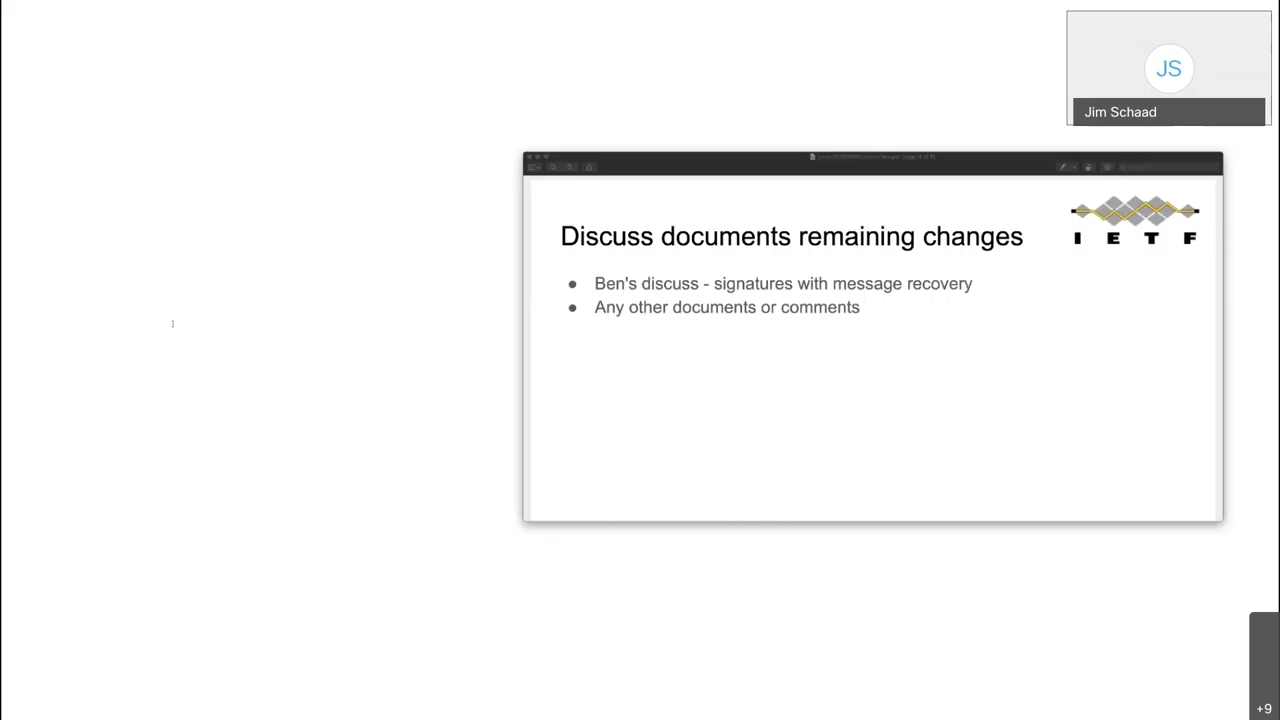 JS
Jim Schaad
Discuss documents remaining changes
I E T F
● Ben's discuss - signatures with message recovery
● Any other documents or comments
+9